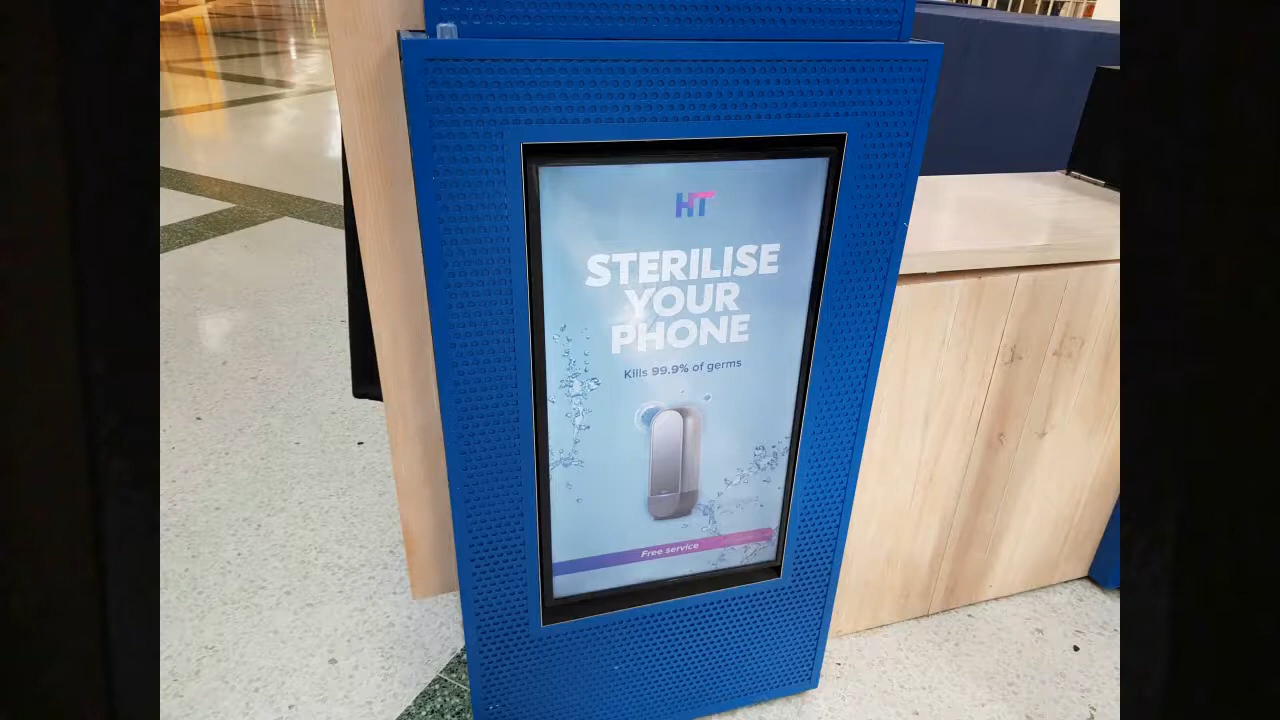 HT
STERILISE
YOUR
PHONE
Kills 99.9% of germs
Free service